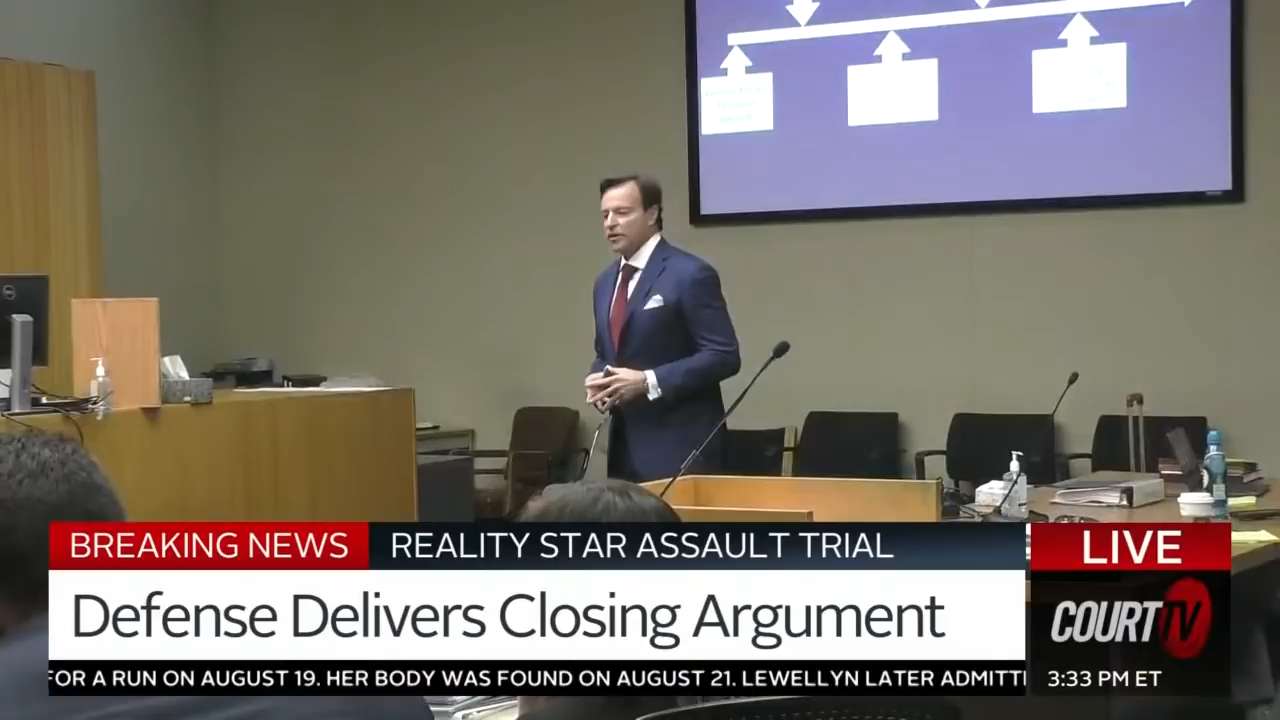 BREAKING NEWS
REALITY STAR ASSAULT TRIAL
LIVE
Defense Delivers Closing Argument
COURT TV
FOR A RUN ON AUGUST 19. HER BODY WAS FOUND ON AUGUST 21. LEWELLYN LATER ADMITTI
3:33 PM ET